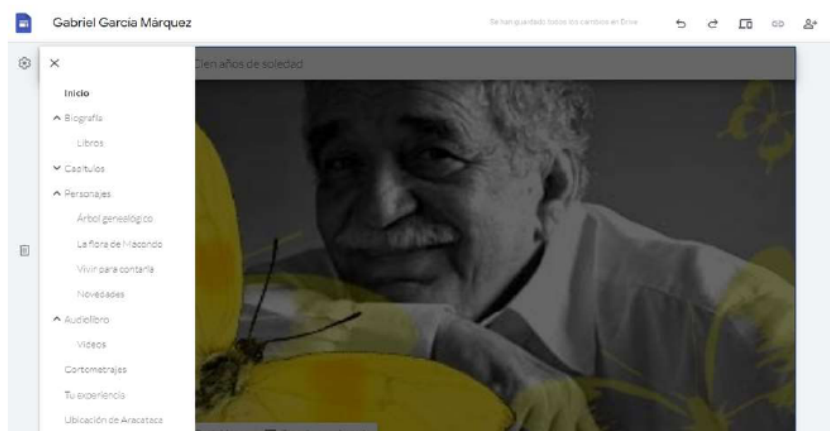 Gabriel García Márquez
Se han guardado todos los cambios en Drive
Cien años de soledad
Inicio
Biografía
Libros
Capítulos
Personajes
Árbol genealógico
La flora de Macondo
Vivir para contarla
Novedades
Audiolibro
Videos
Cortometrajes
Tu experiencia
Ubicación de Aracataca